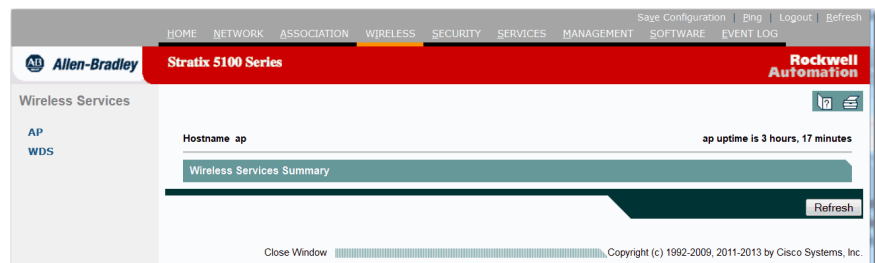 Save Configuration | Ping | Logout | Refresh
HOME NETWORK ASSOCIATION WIRELESS SECURITY SERVICES MANAGEMENT SOFTWARE EVENT LOG
AB Allen-Bradley
Stratix 5100 Series
Rockwell
Automation
Wireless Services
AP
WDS
Hostname ap
ap uptime is 3 hours, 17 minutes
Wireless Services Summary
Refresh
Close Window
Copyright (c) 1992-2009, 2011-2013 by Cisco Systems, Inc.